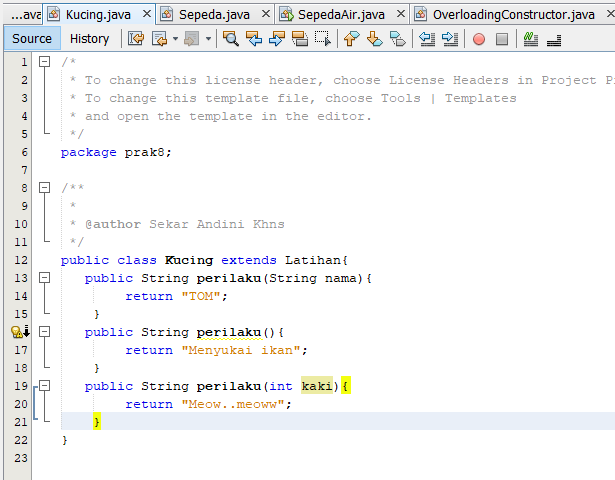 ...ava Kucing.java Sepeda.java SepedaAir.java OverloadingConstructor.java
Source History
1 /*
2 * To change this license header, choose License Headers in Project P
3 * To change this template file, choose Tools | Templates
4 * and open the template in the editor.
5 */
6 package prak8;
7
8 /**
9 *
10 * @author Sekar Andini Khns
11 */
12 public class Kucing extends Latihan{
13 public String perilaku(String nama){
14 return "TOM";
15 }
public String perilaku(){
17 return "Menyukai ikan";
18 }
19 public String perilaku(int kaki){
20 return "Meow..meoww";
21 }
22 }
23